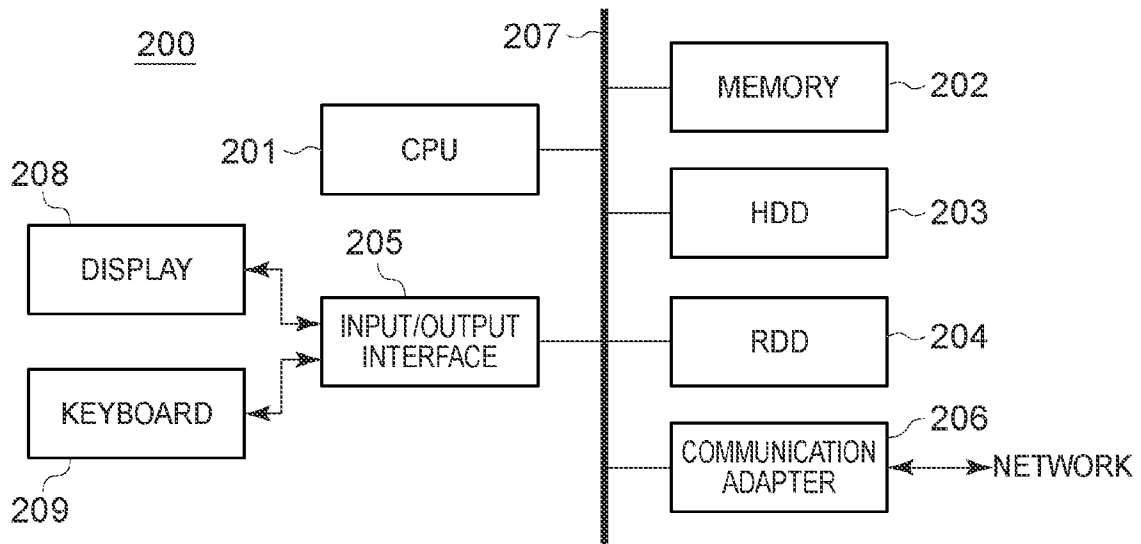 200
207
MEMORY
202
201
CPU
208
HDD
203
DISPLAY
205
INPUT/OUTPUT
INTERFACE
RDD
204
KEYBOARD
209
206
COMMUNICATION
ADAPTER
NETWORK